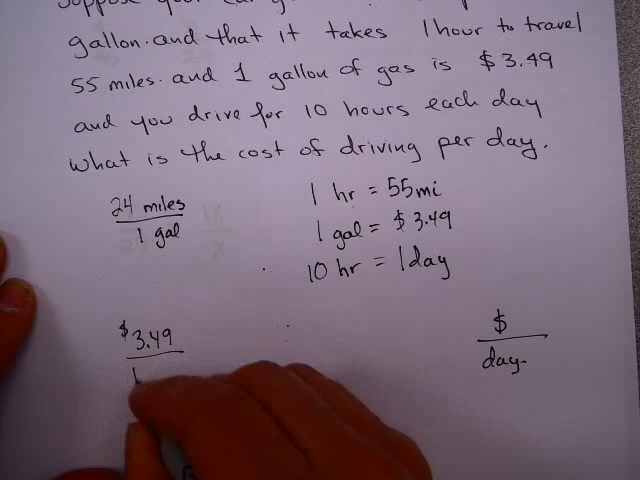 gallon. and that it takes 1 hour to travel
55 miles. and 1 gallon of gas is $3.49
and you drive for 10 hours each day
what is the cost of driving per day.
24 miles
1 gal
1 hr = 55mi
1 gal = $3.49
10 hr = 1day
$3.49
1
$
day.